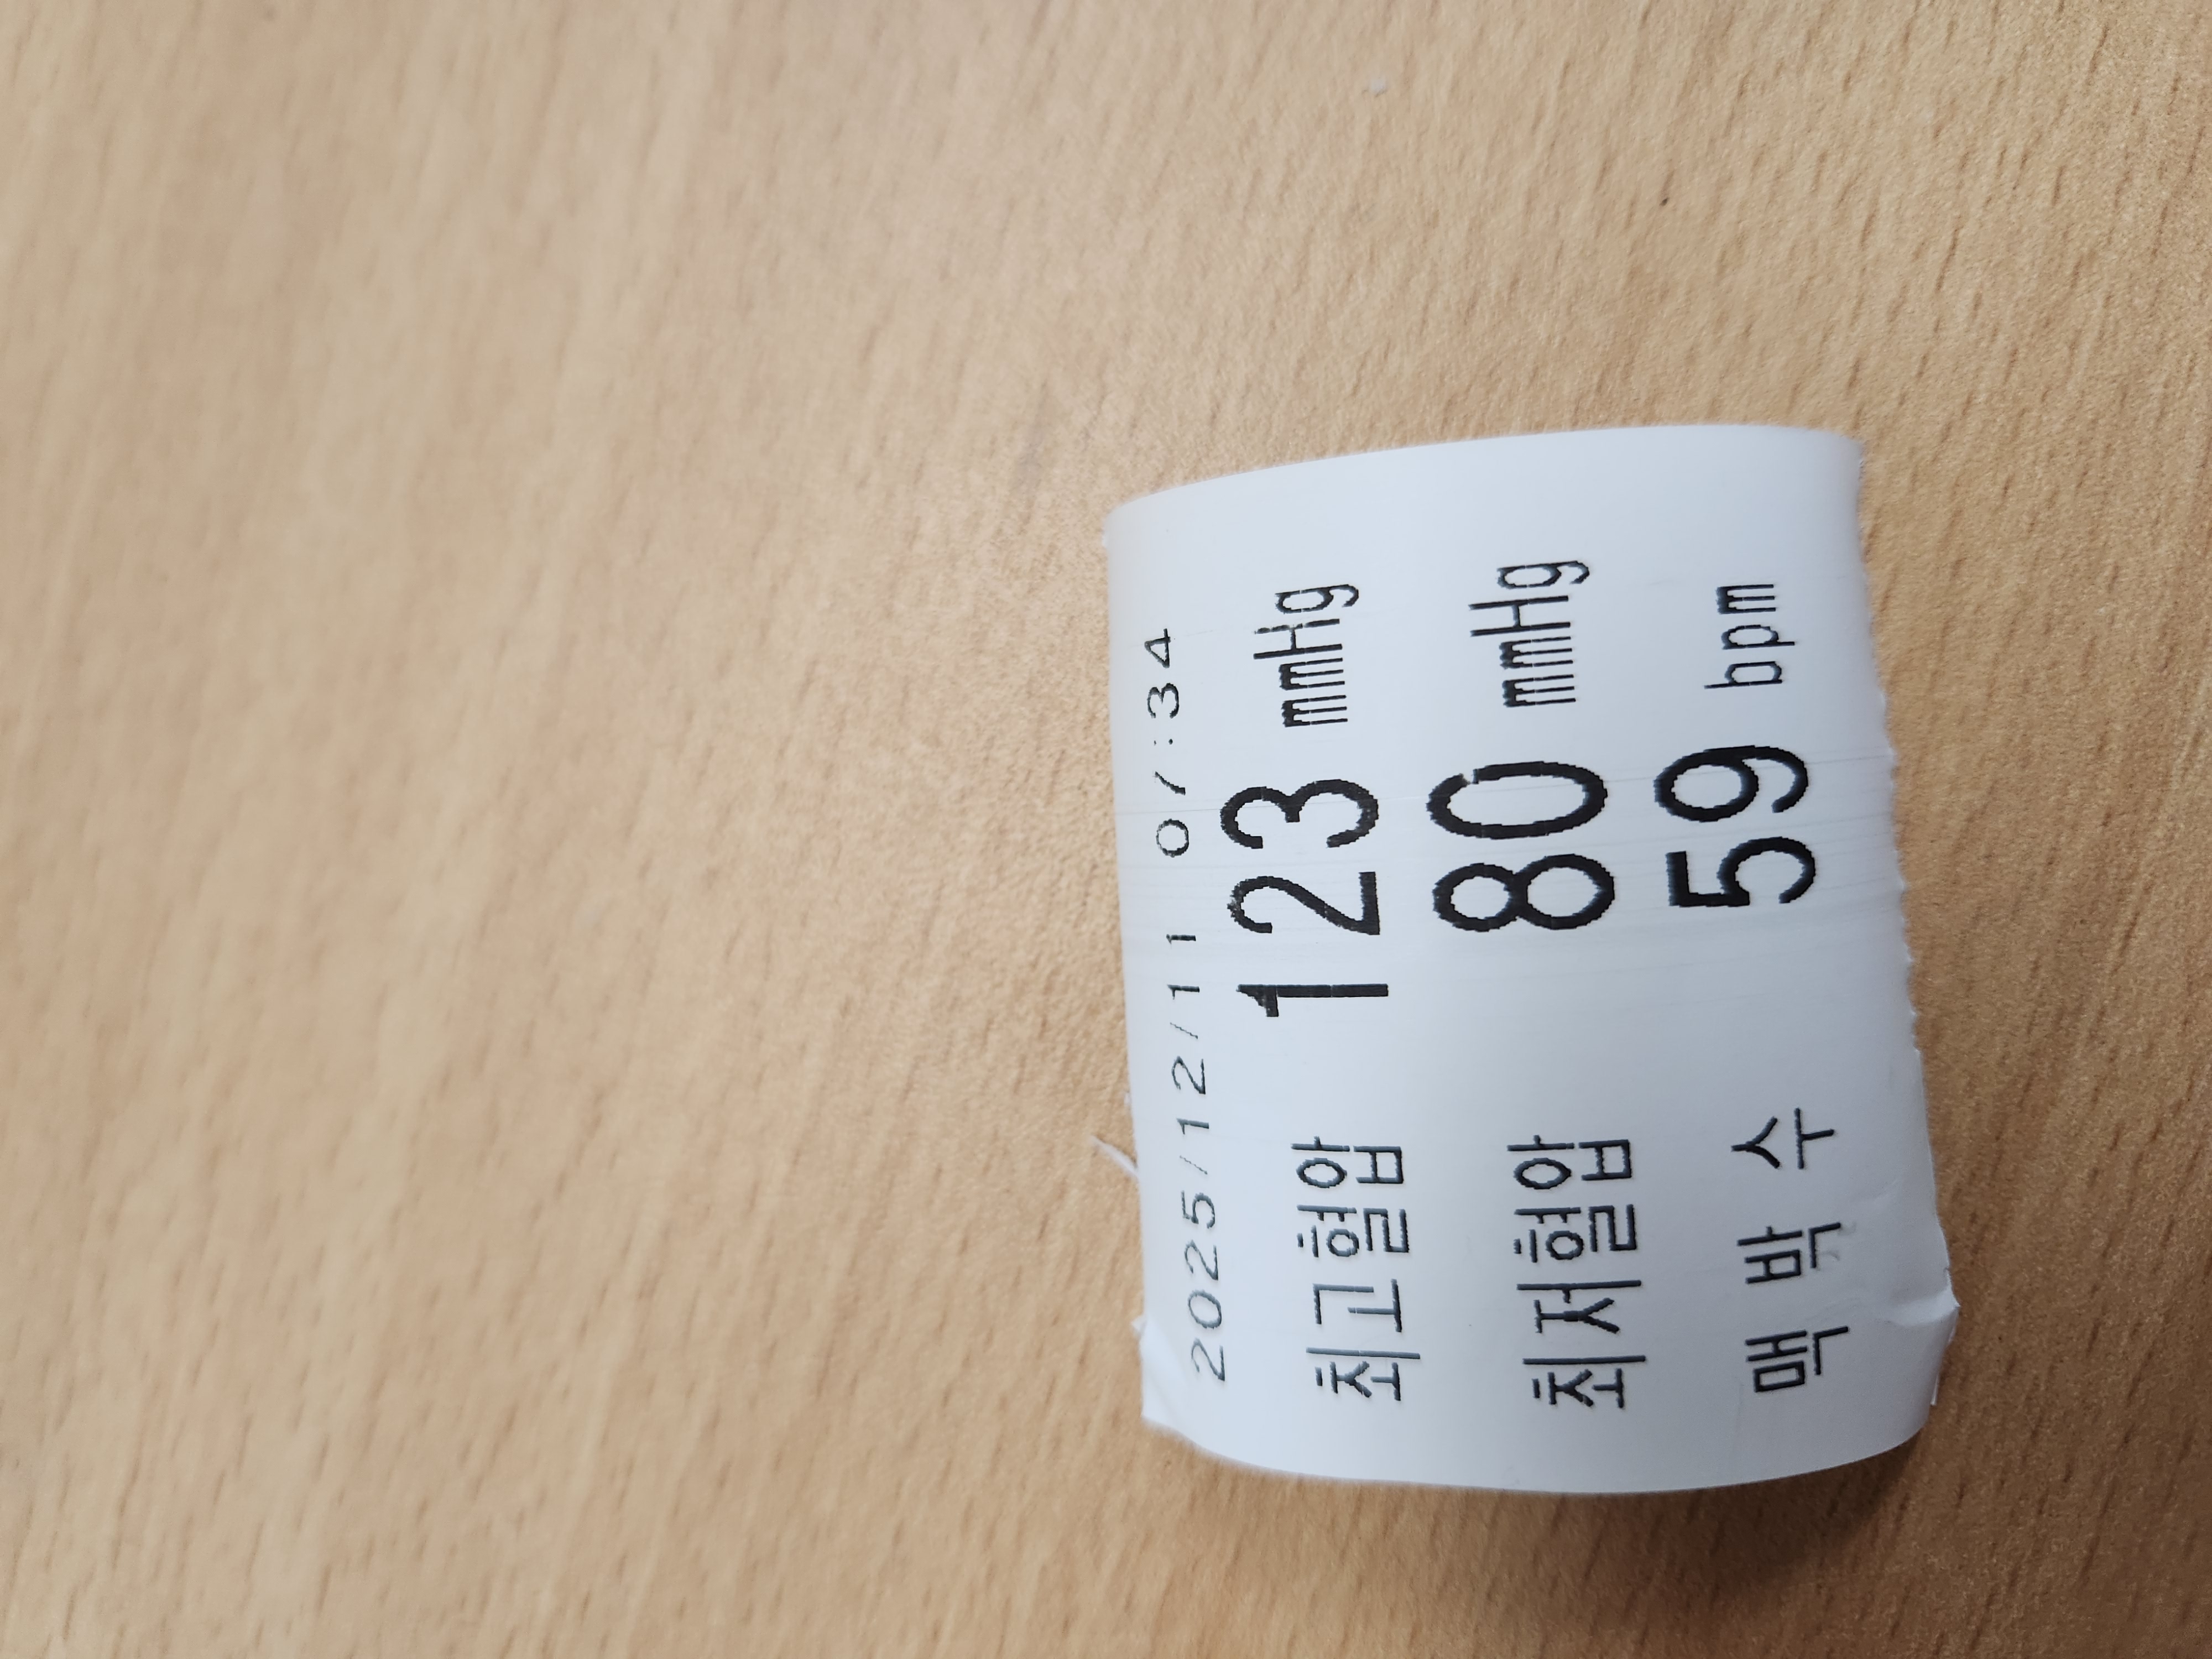 2025/12/11 07:34
최고혈압 123 mmHg
최저혈압 80 mmHg
맥 박 수 59 bpm